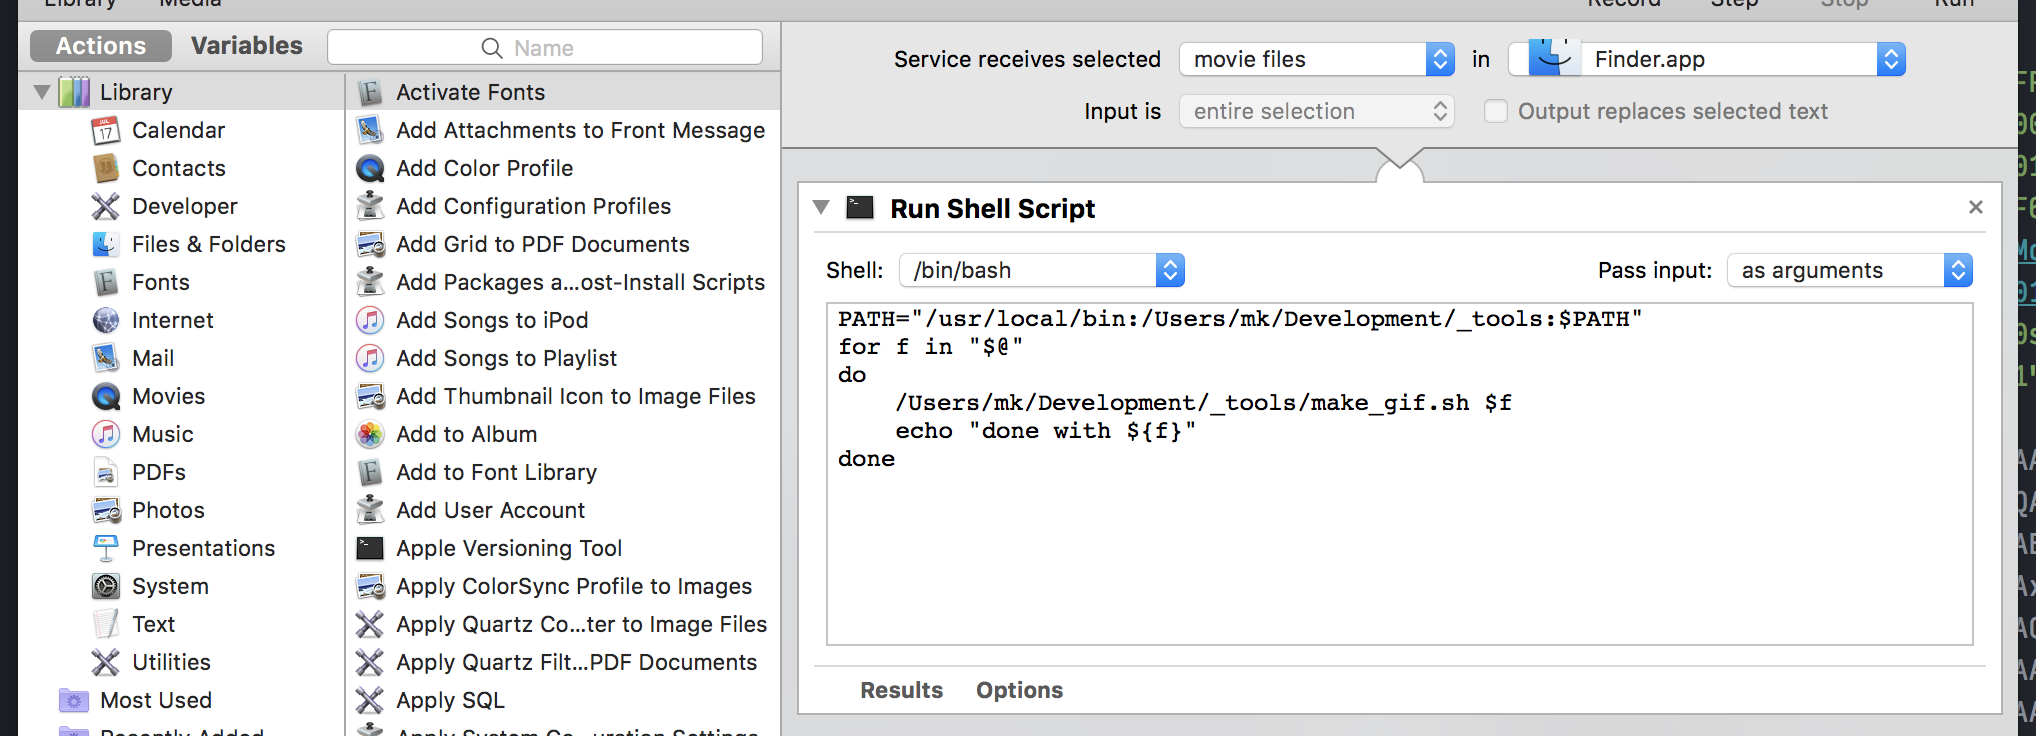 Library Media Record Step Stop Run
Actions Variables Name
Service receives selected movie files in Finder.app
Input is entire selection Output replaces selected text
Library
Calendar
JUL
17
Contacts
Developer
Files & Folders
Fonts
Internet
Mail
Movies
Music
PDFs
Photos
Presentations
System
Text
Utilities
Most Used
Recently Added
Activate Fonts
Add Attachments to Front Message
Add Color Profile
Add Configuration Profiles
Add Grid to PDF Documents
Add Packages a...ost-Install Scripts
Add Songs to iPod
Add Songs to Playlist
Add Thumbnail Icon to Image Files
Add to Album
Add to Font Library
Add User Account
Apple Versioning Tool
Apply ColorSync Profile to Images
Apply Quartz Co...ter to Image Files
Apply Quartz Filt...PDF Documents
Apply SQL
Apply System Co...uration Settings
Run Shell Script
Shell: /bin/bash Pass input: as arguments
PATH="/usr/local/bin:/Users/mk/Development/_tools:$PATH"
for f in "$@"
do
    /Users/mk/Development/_tools/make_gif.sh $f
    echo "done with ${f}"
done
Results Options